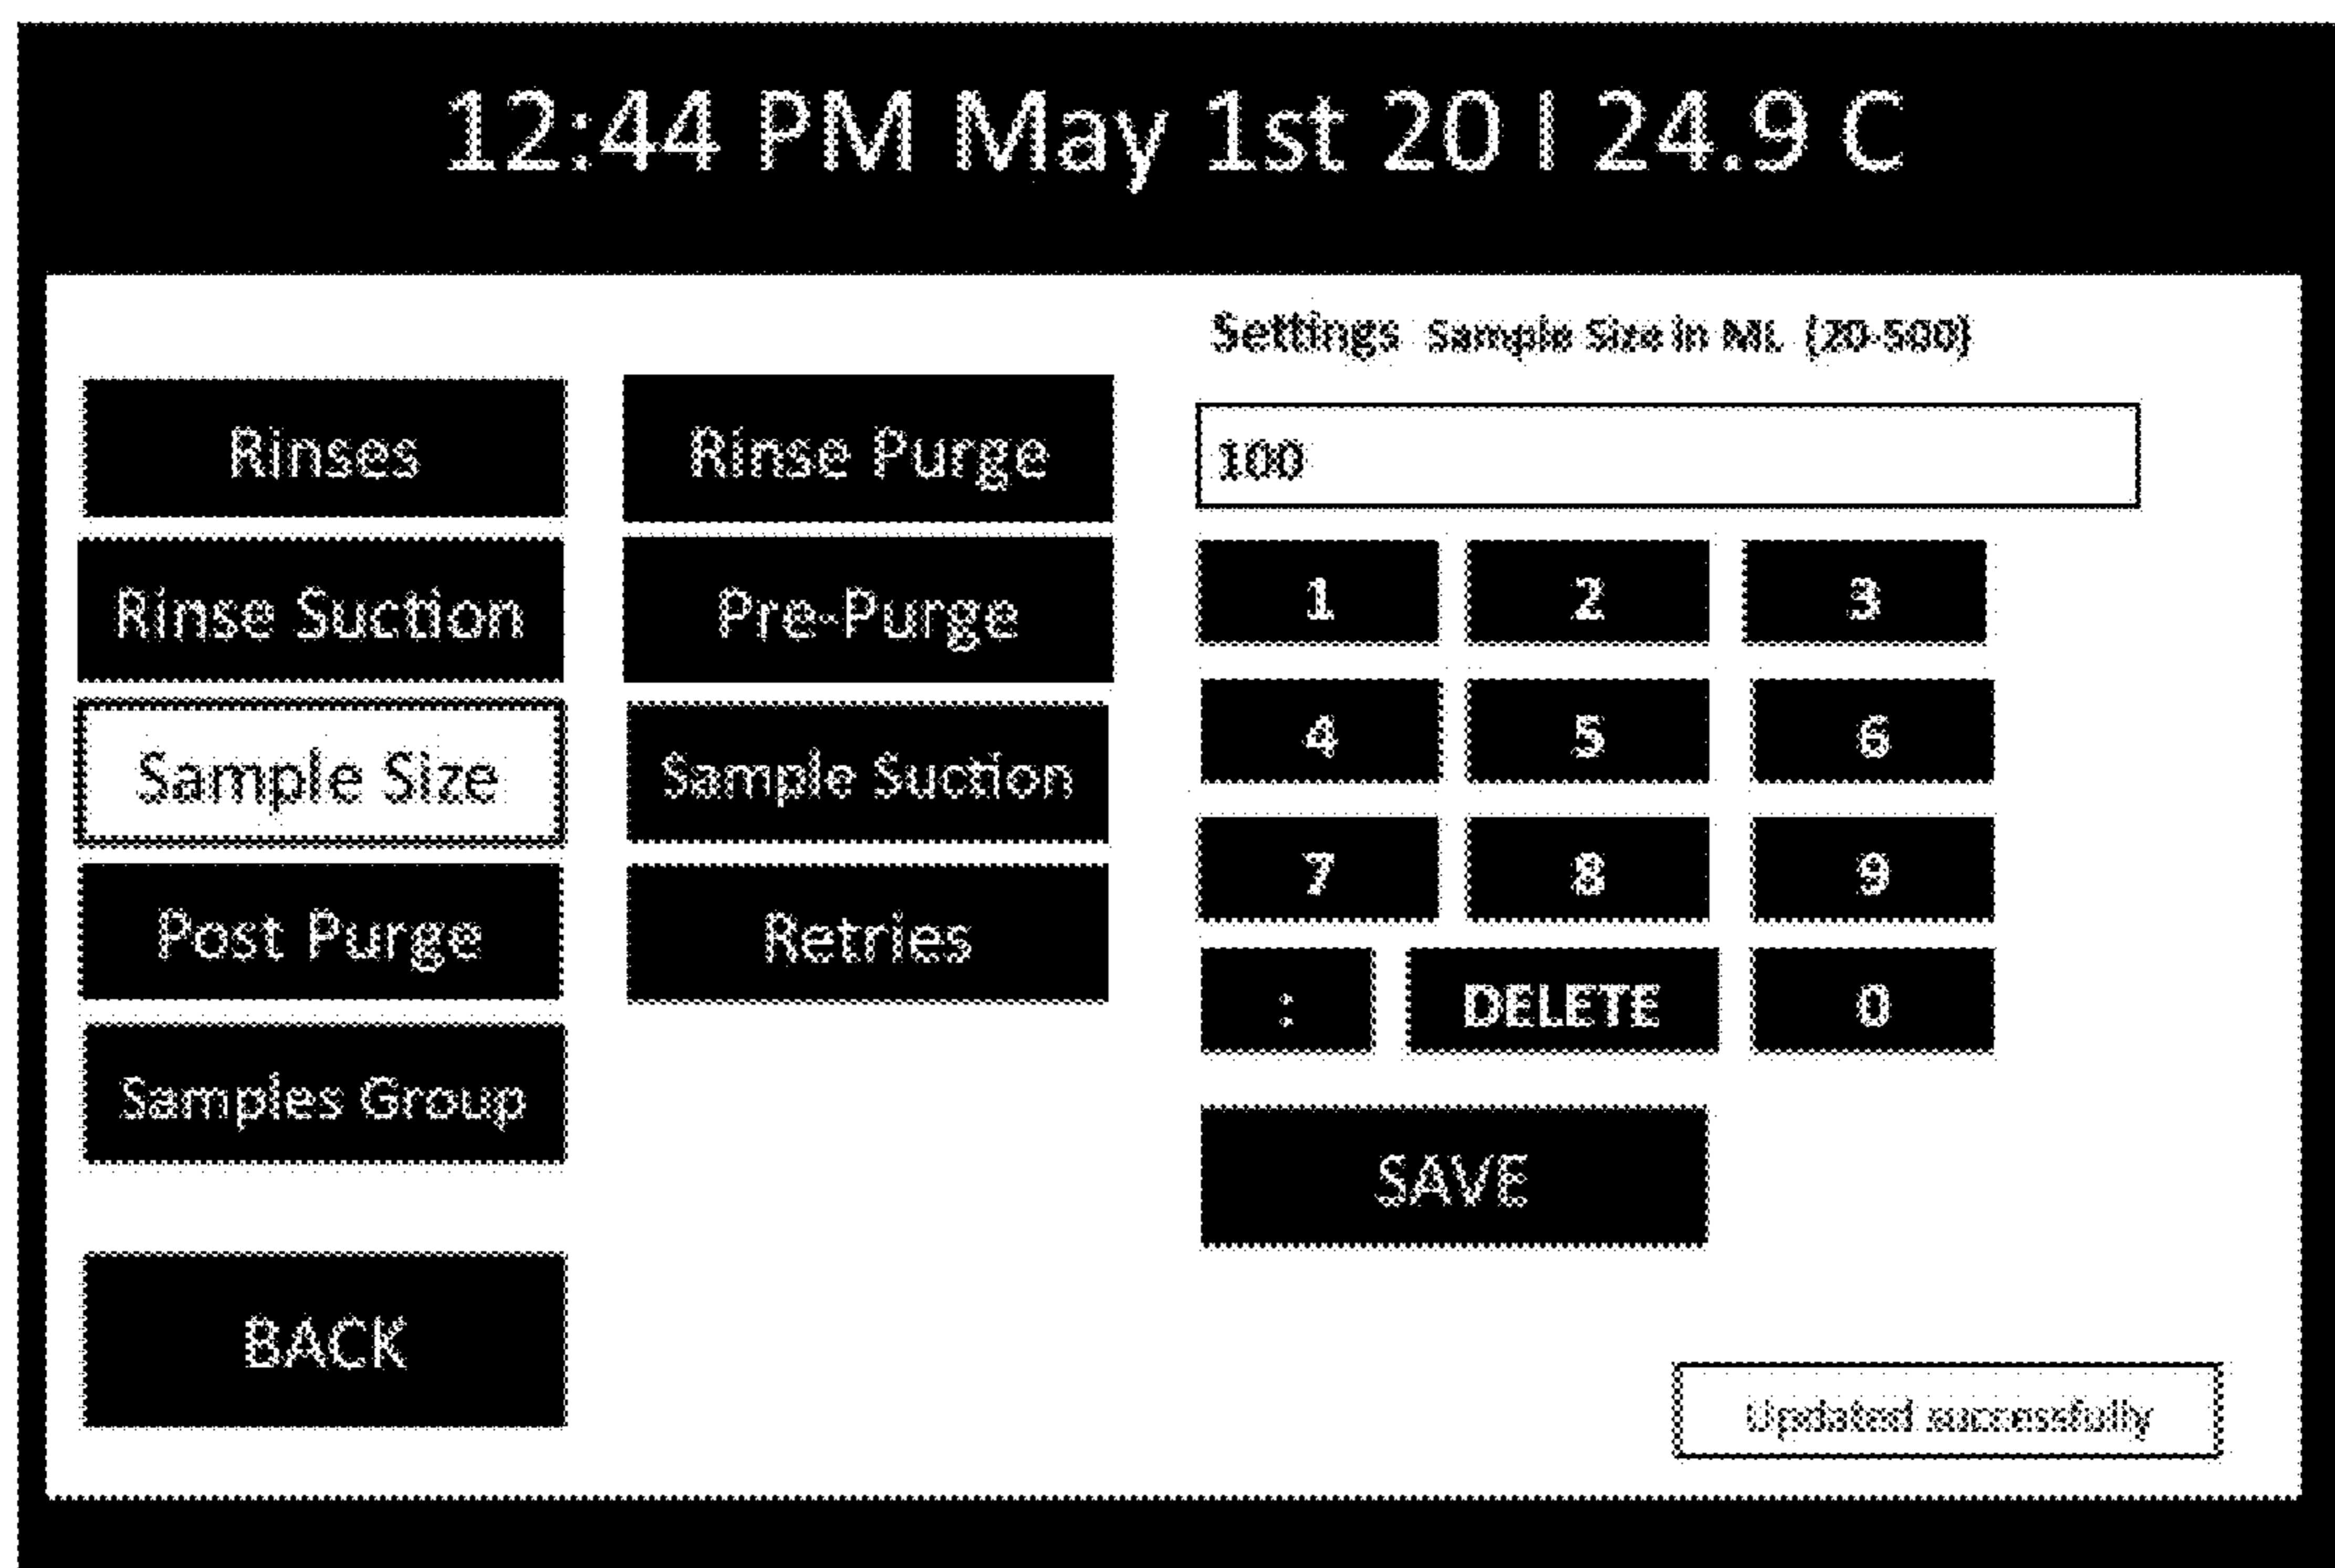 12:44 PM May 1st 20 | 24.9 C
Settings Sample Size in ML (20-500)
Rinses
Rinse Purge
100
Rinse Suction
Pre-Purge
1 2 3
Sample Size
Sample Suction
4 5 6
Post Purge
Retries
7 8 9
: DELETE 0
Samples Group
SAVE
BACK
Updated successfully